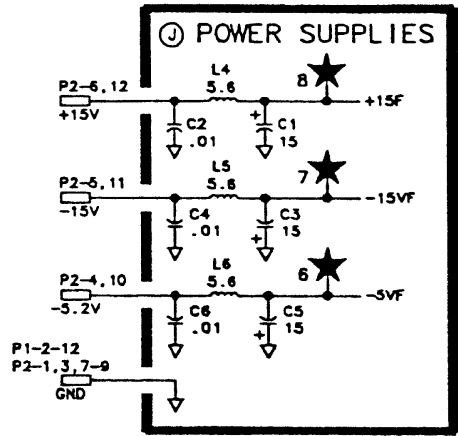 J POWER SUPPLIES
P2-6,12
+15V
L4
5.6
C2
.01
+
C1
15
8
+15F
P2-5,11
-15V
L5
5.6
C4
.01
C3
+ 15
7
-15VF
P2-4,10
-5.2V
L6
5.6
C6
.01
C5
+ 15
6
-5VF
P1-2-12
P2-1,3,7-9
GND